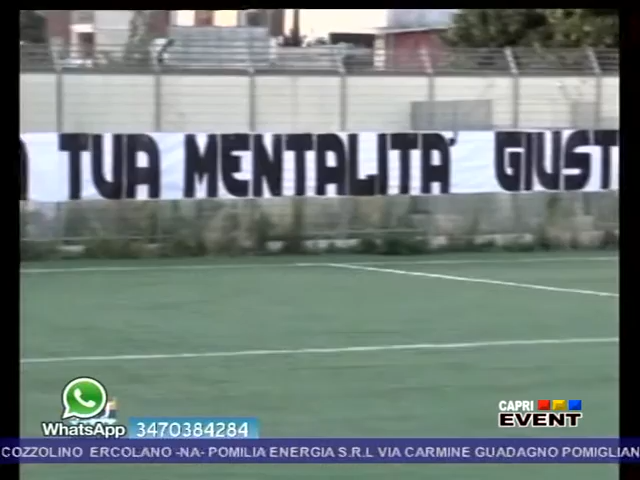 TUA MENTALITA' GIUST
WhatsApp 3470384284
CAPRI
EVENT
COZZOLINO ERCOLANO -NA- POMILIA ENERGIA S.R.L VIA CARMINE GUADAGNO POMIGLIAN